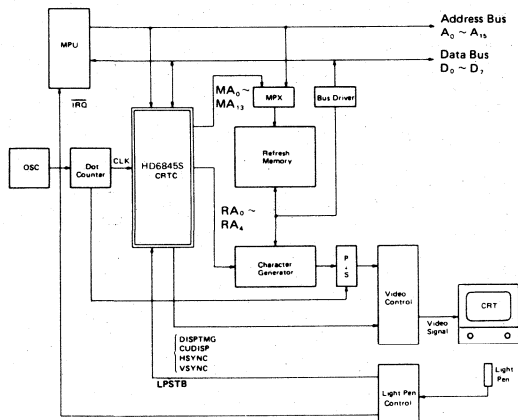 MPU
Address Bus
A₀ ~ A₁₅
Data Bus
D₀ ~ D₇
IRQ
MA₀ ~
MA₁₃
MPX
Bus Driver
OSC
Dot
Counter
CLK
HD6845S
CRTC
Refresh
Memory
RA₀ ~
RA₄
Character
Generator
P
+
S
Video
Control
Video
Signal
CRT
DISPTMG
CUDISP
HSYNC
VSYNC
LPSTB
Light Pen
Control
Light
Pen